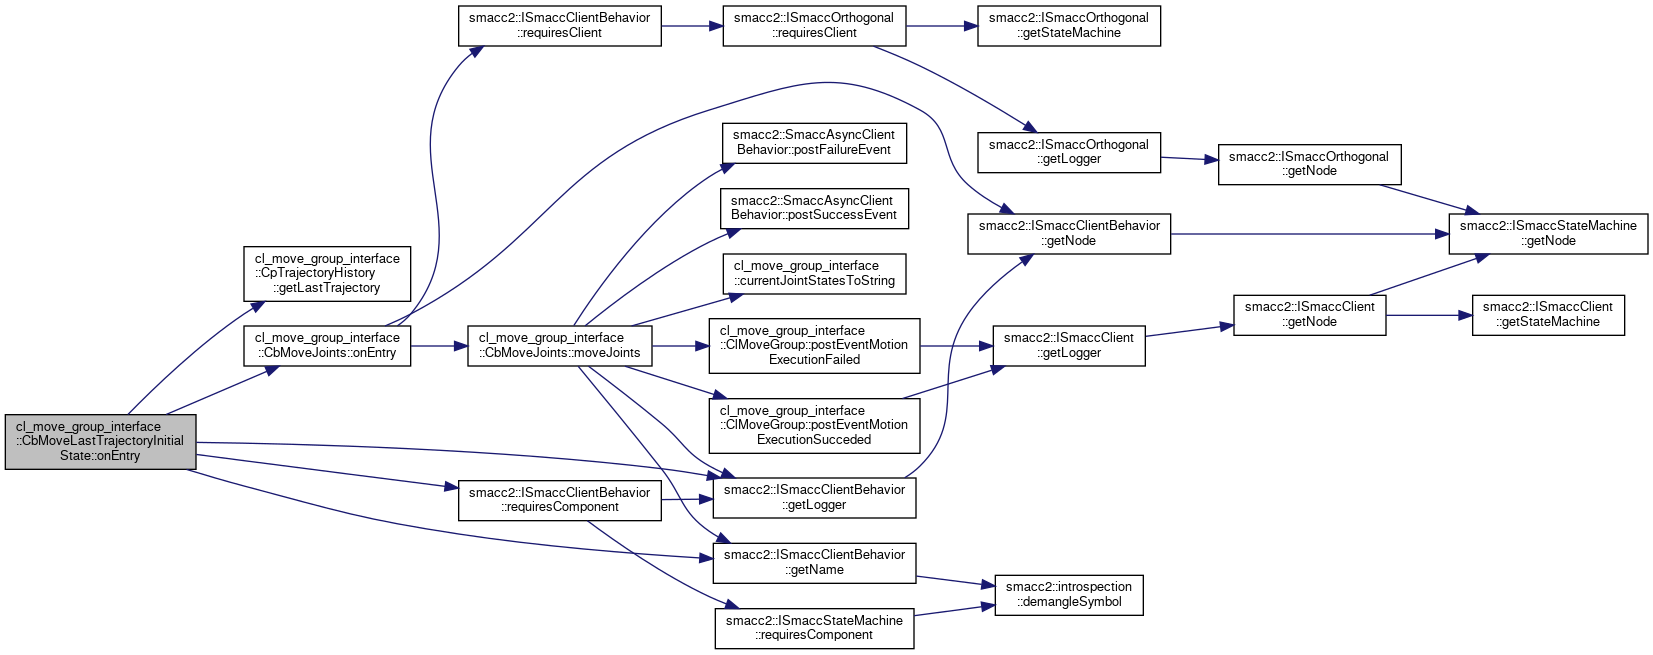 smacc2::ISmaccClientBehavior
::requiresClient
smacc2::ISmaccOrthogonal
::requiresClient
smacc2::ISmaccOrthogonal
::getStateMachine
smacc2::SmaccAsyncClient
Behavior::postFailureEvent
smacc2::ISmaccOrthogonal
::getLogger
smacc2::ISmaccOrthogonal
::getNode
smacc2::SmaccAsyncClient
Behavior::postSuccessEvent
smacc2::ISmaccClientBehavior
::getNode
smacc2::ISmaccStateMachine
::getNode
cl_move_group_interface
::CpTrajectoryHistory
::getLastTrajectory
cl_move_group_interface
::currentJointStatesToString
smacc2::ISmaccClient
::getNode
smacc2::ISmaccClient
::getStateMachine
cl_move_group_interface
::CbMoveJoints::onEntry
cl_move_group_interface
::CbMoveJoints::moveJoints
cl_move_group_interface
::ClMoveGroup::postEventMotion
ExecutionFailed
smacc2::ISmaccClient
::getLogger
cl_move_group_interface
::ClMoveGroup::postEventMotion
ExecutionSucceded
cl_move_group_interface
::CbMoveLastTrajectoryInitial
State::onEntry
smacc2::ISmaccClientBehavior
::requiresComponent
smacc2::ISmaccClientBehavior
::getLogger
smacc2::ISmaccClientBehavior
::getName
smacc2::introspection
::demangleSymbol
smacc2::ISmaccStateMachine
::requiresComponent